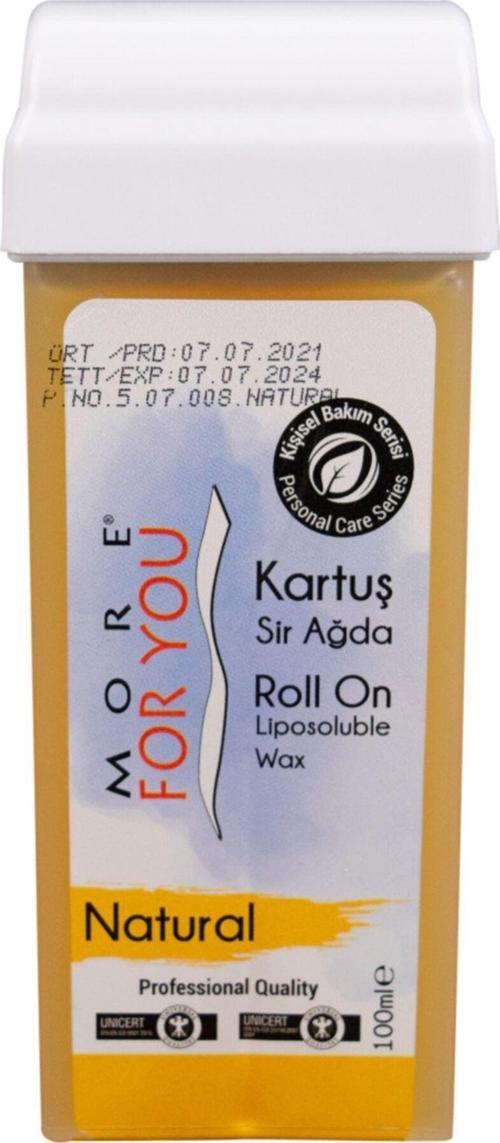 ÜRT /PRD:07.07.2021
TETT/EXP:07.07.2024
P.NO.5.07.008.NATURAL
Kişisel Bakım Serisi
Personal Care Series
MORE®
FOR YOU
Kartuş
Sir Ağda
Roll On
Liposoluble
Wax
Natural
Professional Quality
UNICERT
UNICERT
100ml e